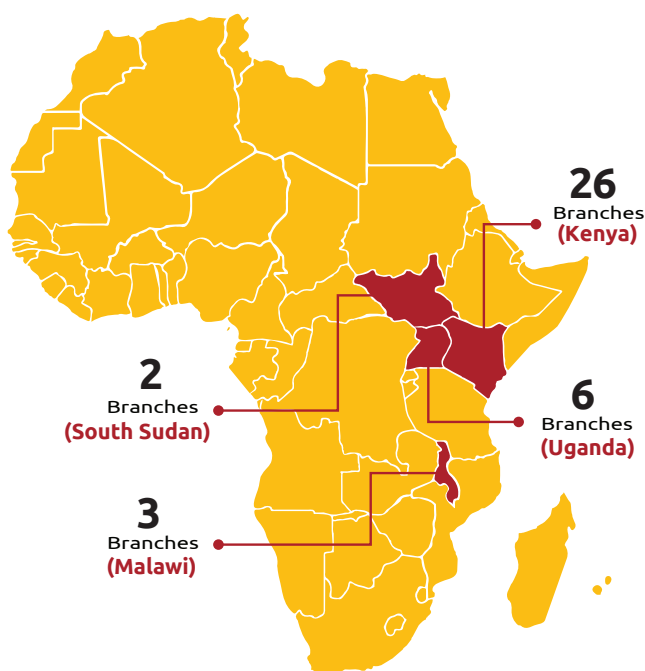 26
Branches
(Kenya)
2
Branches
(South Sudan)
6
Branches
(Uganda)
3
Branches
(Malawi)